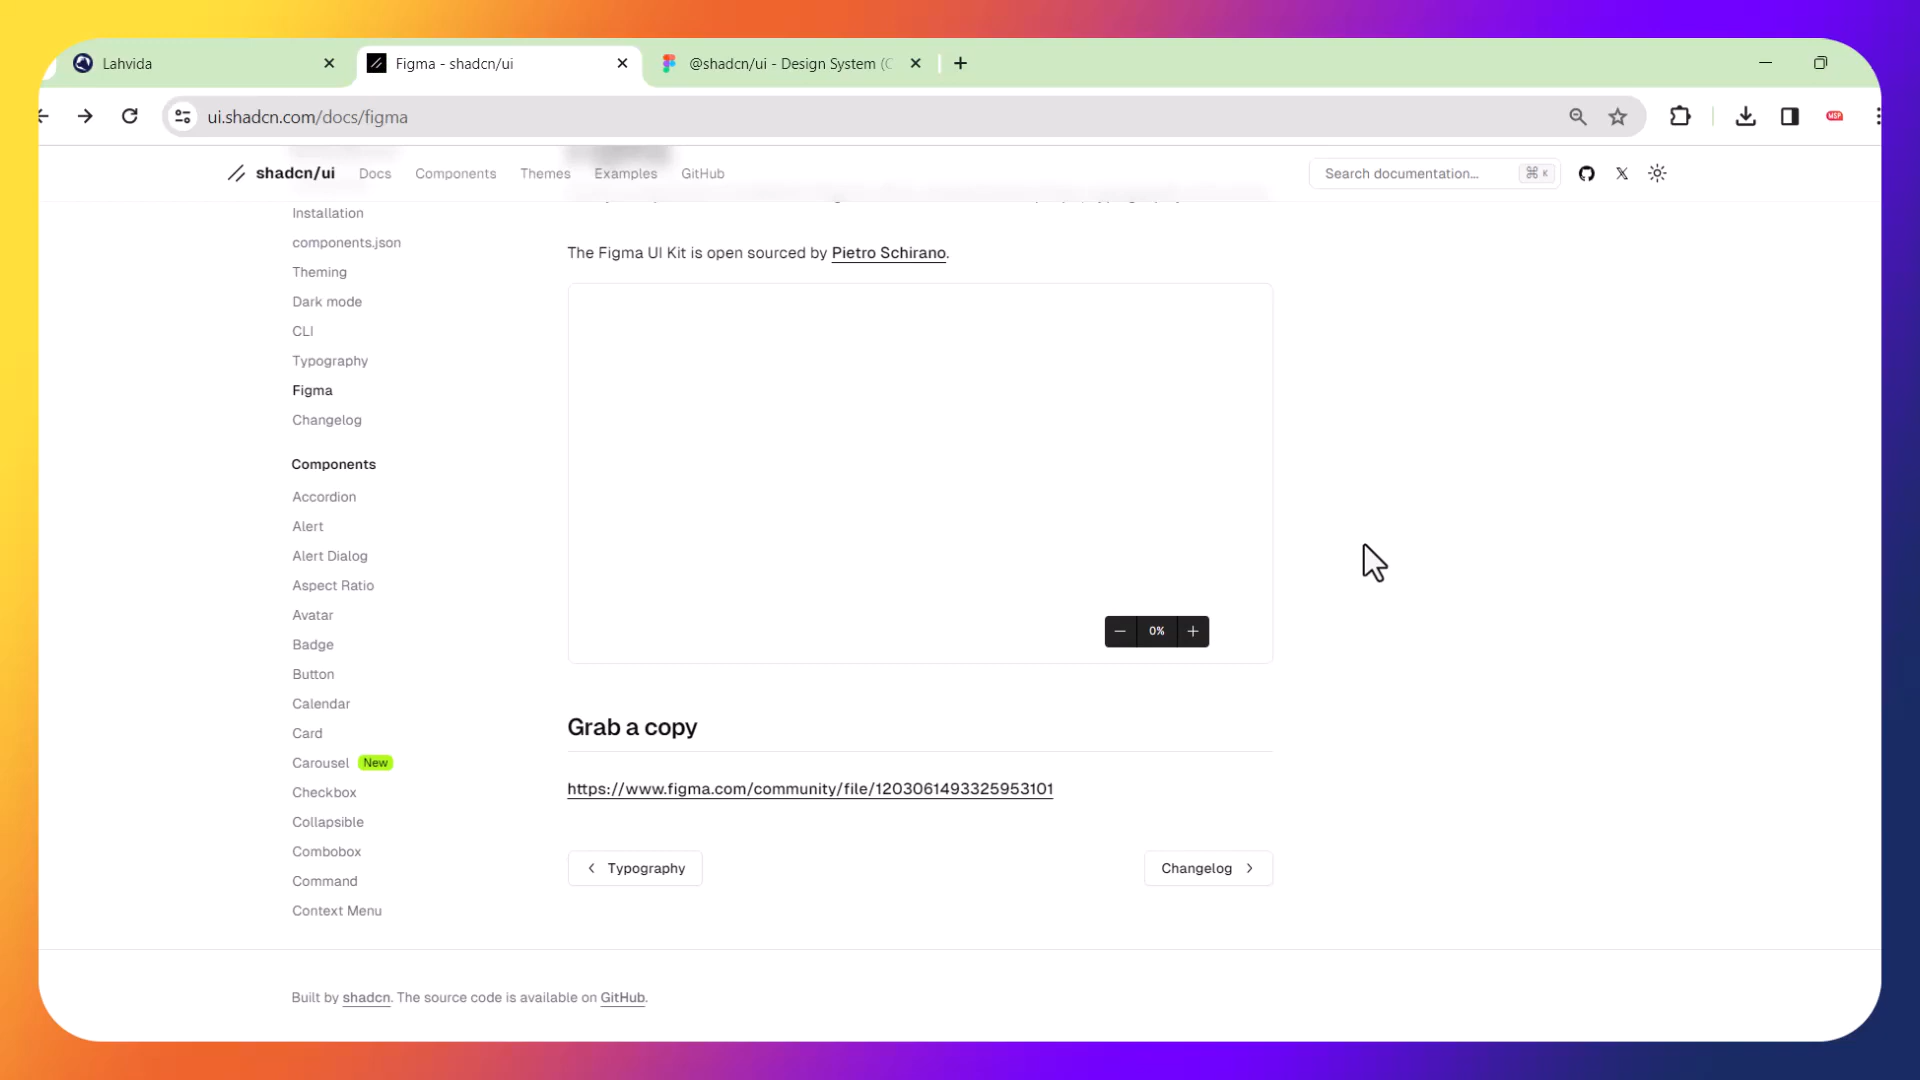 Lahvida
Figma - shadcn/ui
@shadcn/ui - Design System (C
ui.shadcn.com/docs/figma
MSP
shadcn/ui
Docs
Components
Themes
Examples
GitHub
Search documentation...
⌘ K
Installation
components.json
Theming
Dark mode
CLI
Typography
Figma
Changelog
Components
Accordion
Alert
Alert Dialog
Aspect Ratio
Avatar
Badge
Button
Calendar
Card
Carousel New
Checkbox
Collapsible
Combobox
Command
Context Menu
The Figma UI Kit is open sourced by Pietro Schirano.
0%
Grab a copy
https://www.figma.com/community/file/1203061493325953101
Typography
Changelog
Built by shadcn. The source code is available on GitHub.